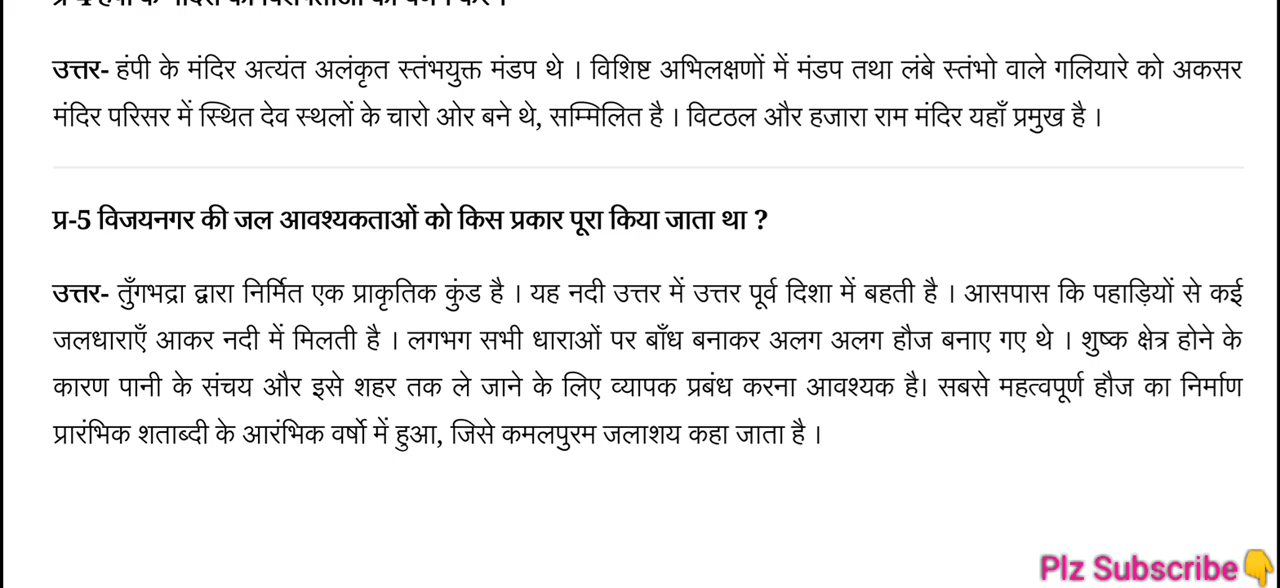 उत्तर- हंपी के मंदिर अत्यंत अलंकृत स्तंभयुक्त मंडप थे । विशिष्ट अभिलक्षणों में मंडप तथा लंबे स्तंभो वाले गलियारे को अकसर
मंदिर परिसर में स्थित देव स्थलों के चारो ओर बने थे, सम्मिलित है । विटठल और हजारा राम मंदिर यहाँ प्रमुख है ।
प्र-5 विजयनगर की जल आवश्यकताओं को किस प्रकार पूरा किया जाता था ?
उत्तर- तुँगभद्रा द्वारा निर्मित एक प्राकृतिक कुंड है । यह नदी उत्तर में उत्तर पूर्व दिशा में बहती है । आसपास कि पहाड़ियों से कई
जलधाराएँ आकर नदी में मिलती है । लगभग सभी धाराओं पर बाँध बनाकर अलग अलग हौज बनाए गए थे । शुष्क क्षेत्र होने के
कारण पानी के संचय और इसे शहर तक ले जाने के लिए व्यापक प्रबंध करना आवश्यक है। सबसे महत्वपूर्ण हौज का निर्माण
प्रारंभिक शताब्दी के आरंभिक वर्षो में हुआ, जिसे कमलपुरम जलाशय कहा जाता है ।
Plz Subscribe👇